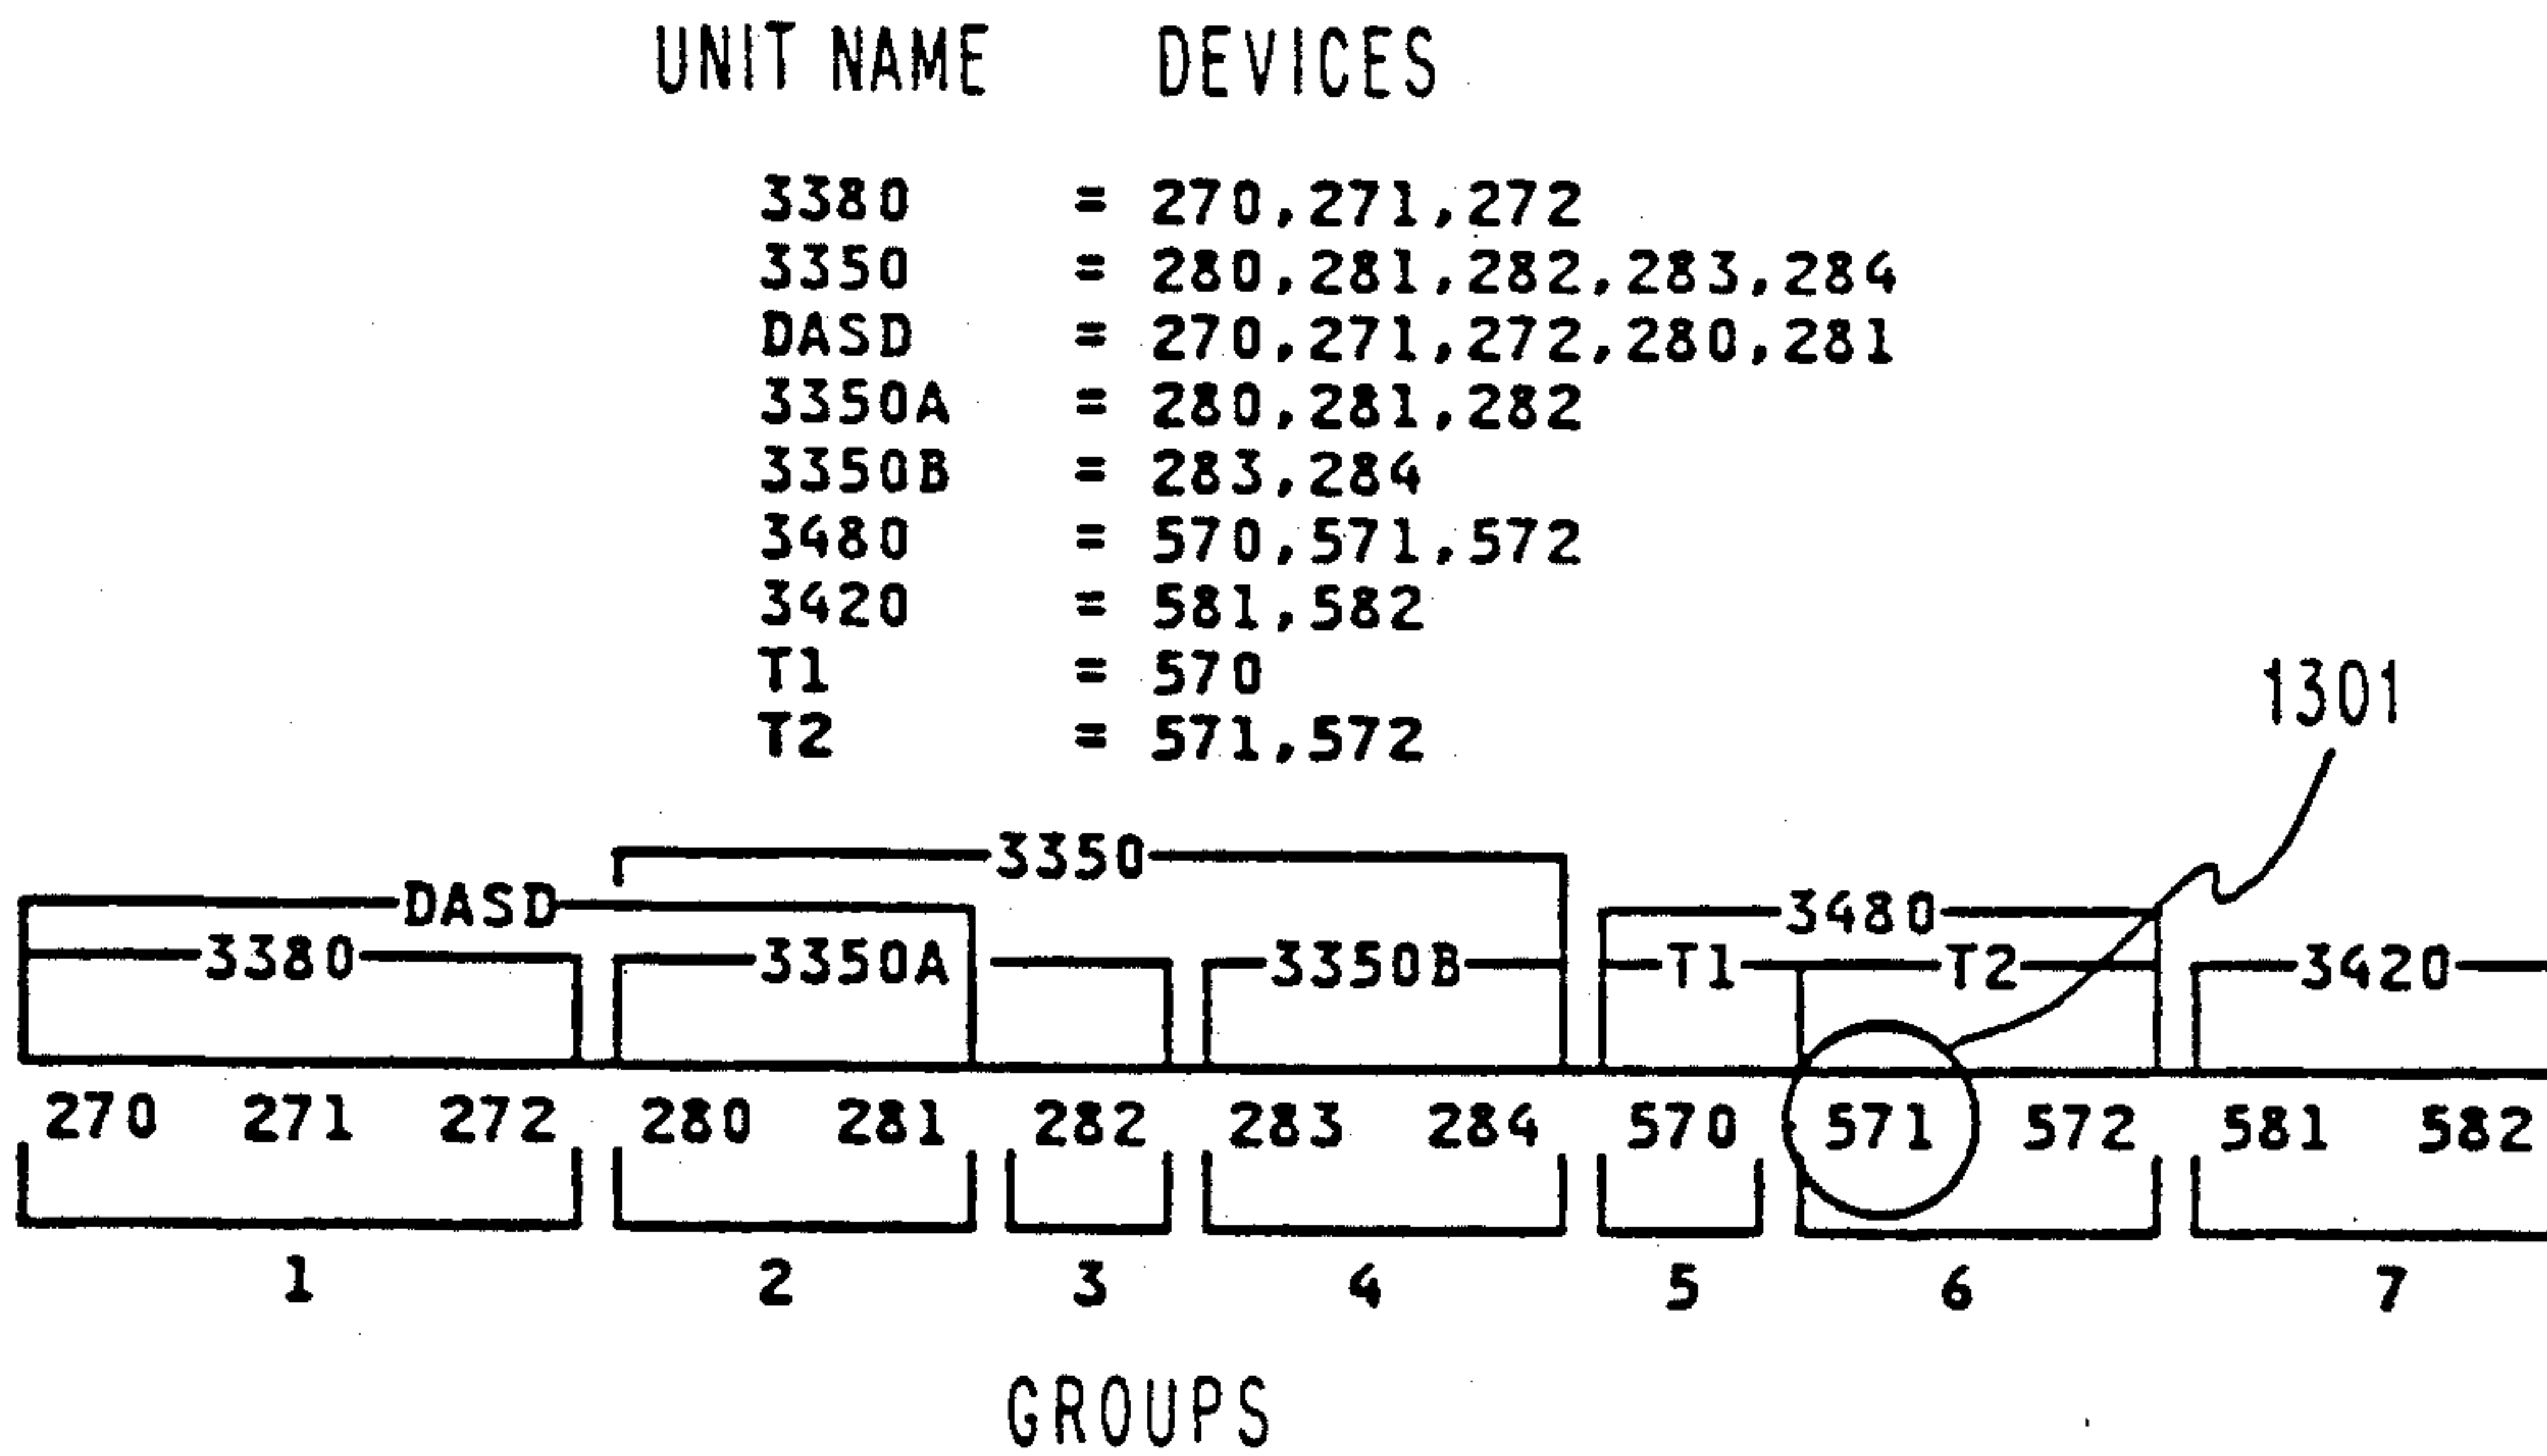 UNIT NAME DEVICES
3380 = 270,271,272
3350 = 280,281,282,283,284
DASD = 270,271,272,280,281
3350A = 280,281,282
3350B = 283,284
3480 = 570,571,572
3420 = 581,582
T1 = 570
T2 = 571,572
1301
3350
DASD 3480
3380 3350A 3350B T1 T2 3420
270 271 272 280 281 282 283 284 570 571 572 581 582
1 2 3 4 5 6 7
GROUPS